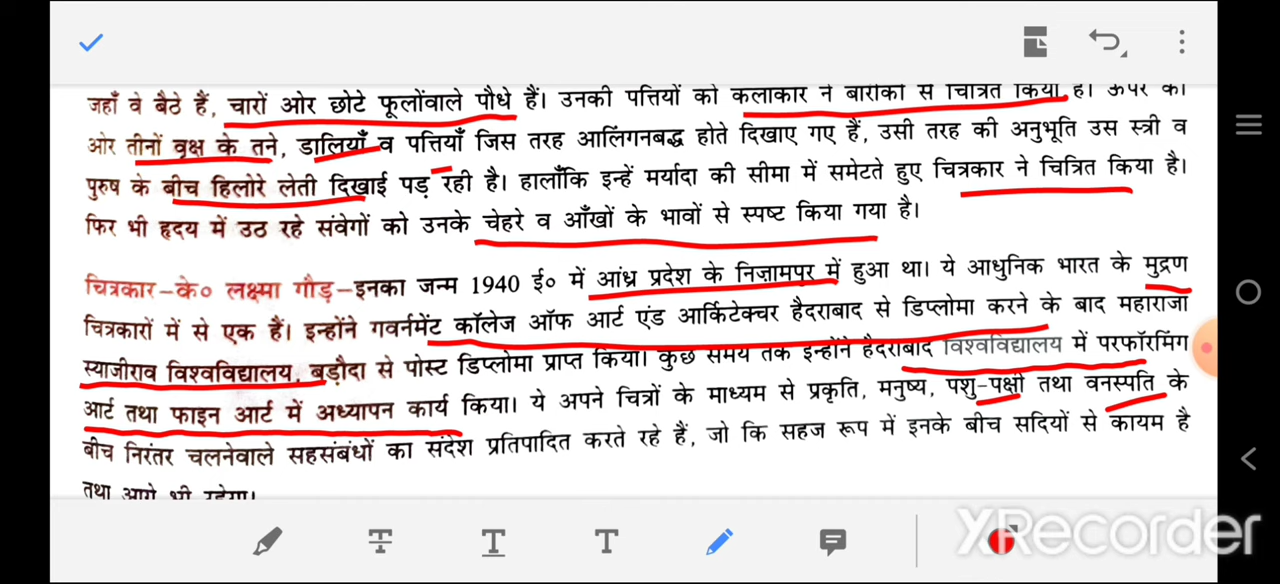 जहाँ वे बैठे हैं, चारों ओर छोटे फूलोंवाले पौधे हैं। उनकी पत्तियों को कलाकार ने बारीकी से चित्रित किया है। ऊपर की
ओर तीनों वृक्ष के तने, डालियाँ व पत्तियाँ जिस तरह आलिंगनबद्ध होते दिखाए गए हैं, उसी तरह की अनुभूति उस स्त्री व
पुरुष के बीच हिलोरे लेती दिखाई पड़ रही है। हालाँकि इन्हें मर्यादा की सीमा में समेटते हुए चित्रकार ने चित्रित किया है।
फिर भी हृदय में उठ रहे संवेगों को उनके चेहरे व आँखों के भावों से स्पष्ट किया गया है।
चित्रकार-के० लक्ष्मा गौड़-इनका जन्म 1940 ई० में आंध्र प्रदेश के निज़ामपुर में हुआ था। ये आधुनिक भारत के मुद्रण
चित्रकारों में से एक हैं। इन्होंने गवर्नमेंट कॉलेज ऑफ आर्ट एंड आर्किटेक्चर हैदराबाद से डिप्लोमा करने के बाद महाराजा
स्याजीराव विश्वविद्यालय, बड़ौदा से पोस्ट डिप्लोमा प्राप्त किया। कुछ समय तक इन्होंने हैदराबाद विश्वविद्यालय में परफॉरमिंग
आर्ट तथा फाइन आर्ट में अध्यापन कार्य किया। ये अपने चित्रों के माध्यम से प्रकृति, मनुष्य, पशु-पक्षी तथा वनस्पति के
बीच निरंतर चलनेवाले सहसंबंधों का संदेश प्रतिपादित करते रहे हैं, जो कि सहज रूप में इनके बीच सदियों से कायम है
तथा आगे भी रहेगा।
T T T
XRecorder